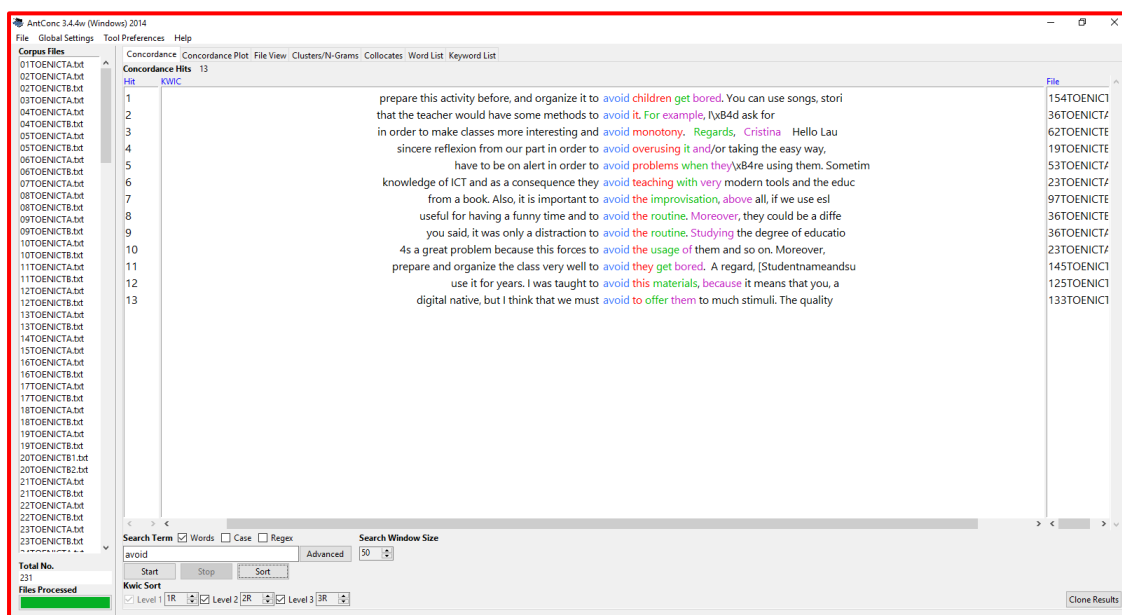 AntConc 3.4.4w (Windows) 2014
File Global Settings Tool Preferences Help
Corpus Files
01TOENICTA.txt
02TOENICTA.txt
02TOENICTB.txt
03TOENICTA.txt
04TOENICTA.txt
04TOENICTB.txt
05TOENICTA.txt
05TOENICTB.txt
06TOENICTA.txt
06TOENICTB.txt
07TOENICTA.txt
08TOENICTA.txt
08TOENICTB.txt
09TOENICTA.txt
09TOENICTB.txt
10TOENICTA.txt
10TOENICTB.txt
11TOENICTA.txt
11TOENICTB.txt
12TOENICTA.txt
12TOENICTB.txt
13TOENICTA.txt
13TOENICTB.txt
14TOENICTA.txt
15TOENICTA.txt
16TOENICTA.txt
16TOENICTB.txt
17TOENICTA.txt
17TOENICTB.txt
18TOENICTA.txt
18TOENICTB.txt
19TOENICTA.txt
19TOENICTB.txt
20TOENICTB1.txt
20TOENICTB2.txt
21TOENICTA.txt
21TOENICTB.txt
22TOENICTA.txt
22TOENICTB.txt
23TOENICTA.txt
23TOENICTB.txt
Total No.
231
Files Processed
Concordance Concordance Plot File View Clusters/N-Grams Collocates Word List Keyword List
Concordance Hits 13
Hit KWIC File
1 prepare this activity before, and organize it to avoid children get bored. You can use songs, stori 154TOENICT
2 that the teacher would have some methods to avoid it. For example, I\xB4d ask for 36TOENICTA
3 in order to make classes more interesting and avoid monotony. Regards, Cristina Hello Lau 62TOENICTE
4 sincere reflexion from our part in order to avoid overusing it and/or taking the easy way, 19TOENICTE
5 have to be on alert in order to avoid problems when they\xB4re using them. Sometim 53TOENICTA
6 knowledge of ICT and as a consequence they avoid teaching with very modern tools and the educ 23TOENICTA
7 from a book. Also, it is important to avoid the improvisation, above all, if we use esl 97TOENICTE
8 useful for having a funny time and to avoid the routine. Moreover, they could be a diffe 36TOENICTE
9 you said, it was only a distraction to avoid the routine. Studying the degree of educatio 36TOENICTA
10 4s a great problem because this forces to avoid the usage of them and so on. Moreover, 23TOENICTA
11 prepare and organize the class very well to avoid they get bored. A regard, [Studentnameandsu 145TOENICT
12 use it for years. I was taught to avoid this materials, because it means that you, a 125TOENICT
13 digital native, but I think that we must avoid to offer them to much stimuli. The quality 133TOENICT
Search Term Words Case Regex Search Window Size
avoid Advanced 50
Start Stop Sort
Kwic Sort
Level 1 1R Level 2 2R Level 3 3R Clone Results